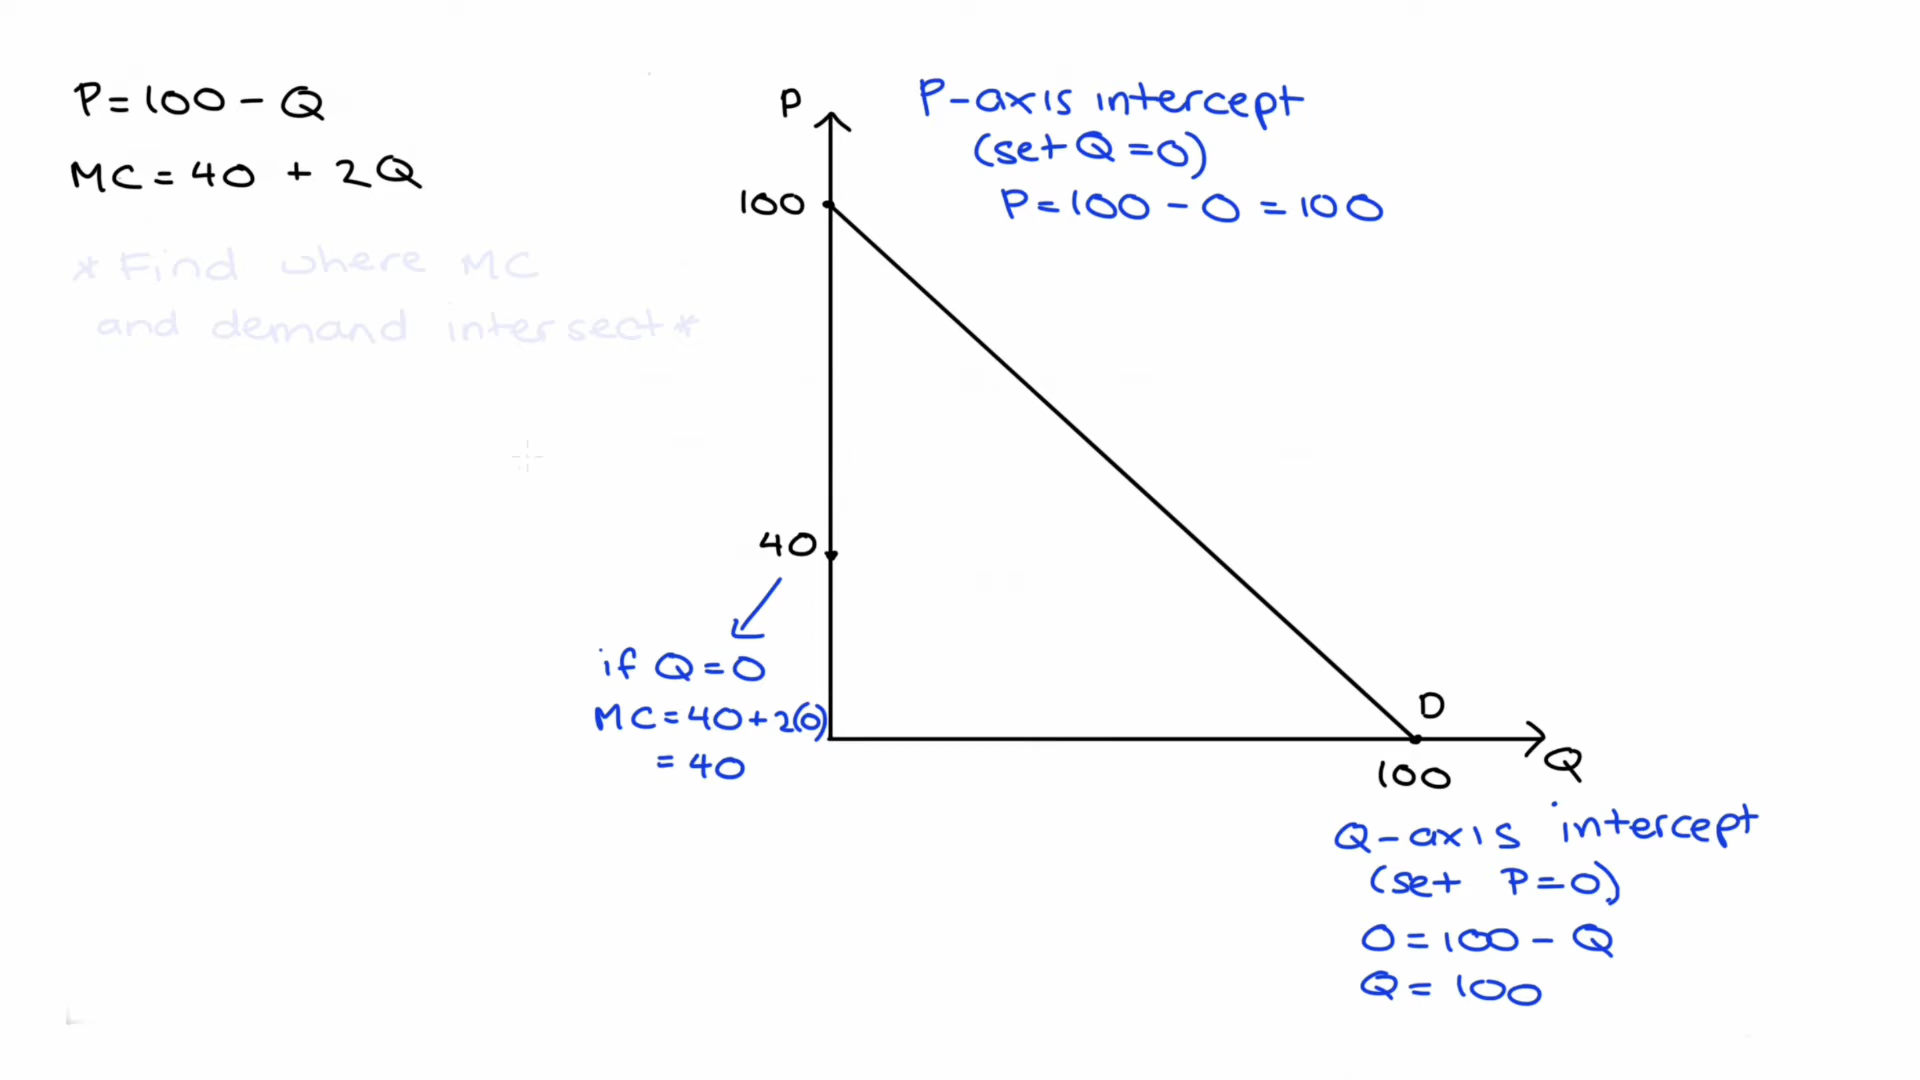 P = 100 - Q
MC = 40 + 2Q
* Find where MC
and demand intersect *
P
P-axis intercept
(set Q = 0)
P = 100 - 0 = 100
100
40
if Q = 0
MC = 40 + 2(0)
= 40
D
Q
100
Q-axis intercept
(set P = 0)
0 = 100 - Q
Q = 100